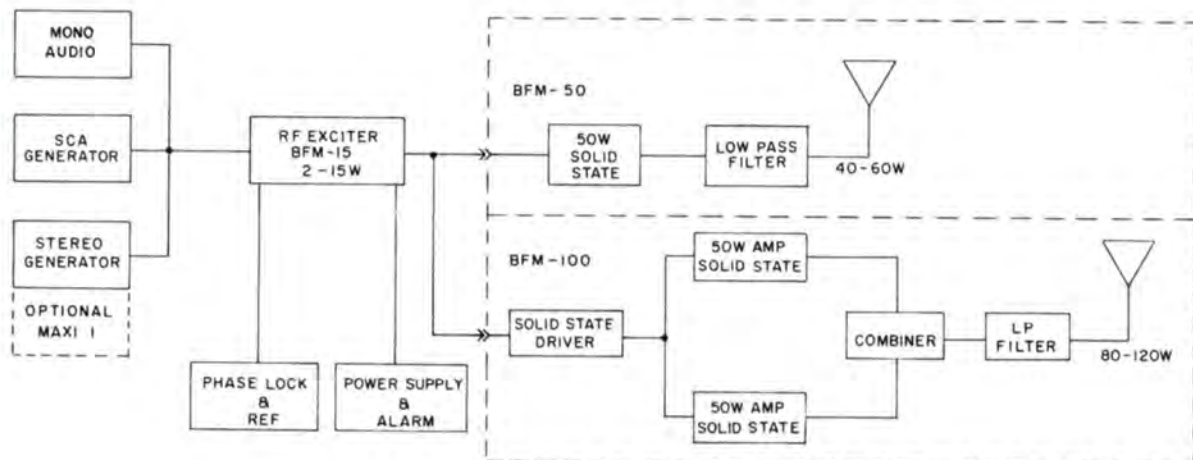 MONO
AUDIO
SCA
GENERATOR
STEREO
GENERATOR
OPTIONAL
MAXI I
RF EXCITER
BFM-15
2-15W
PHASE LOCK
&
REF
POWER SUPPLY
&
ALARM
BFM-50
50W
SOLID
STATE
LOW PASS
FILTER
40-60W
BFM-100
SOLID STATE
DRIVER
50W AMP
SOLID STATE
50W AMP
SOLID STATE
COMBINER
LP
FILTER
80-120W